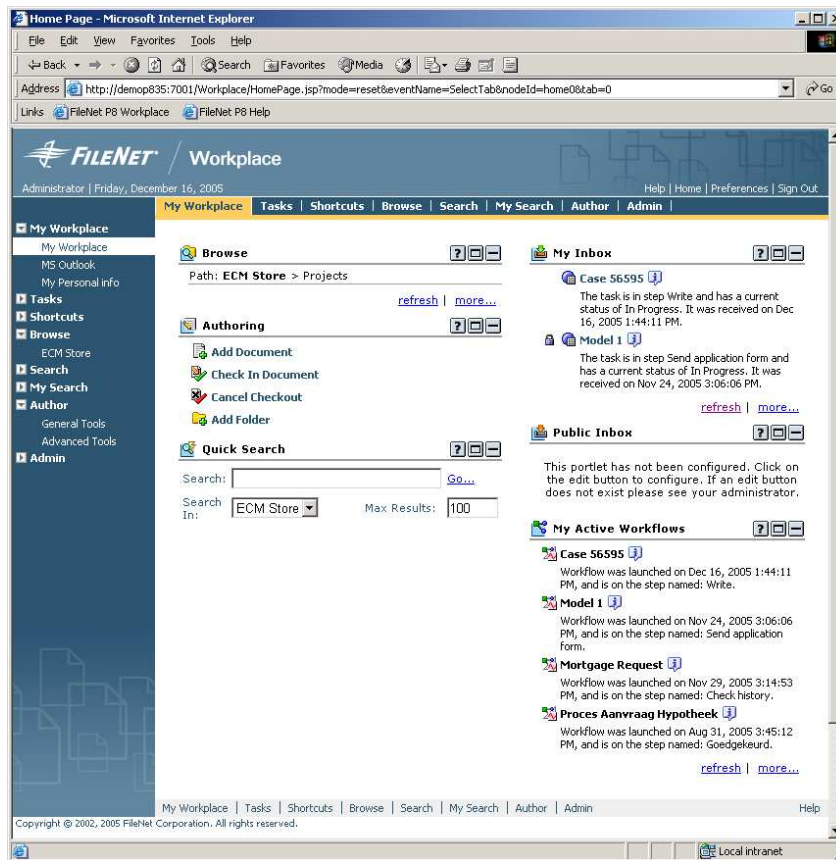 Home Page - Microsoft Internet Explorer
File Edit View Favorites Tools Help
Back Search Favorites Media
Address http://demop835:7001/Workplace/HomePage.jsp?mode=reset&eventName=SelectTab&nodeId=home0&tab=0 Go
Links FileNet P8 Workplace FileNet P8 Help
FILENET / Workplace
Administrator | Friday, December 16, 2005
Help | Home | Preferences | Sign Out
My Workplace Tasks | Shortcuts | Browse | Search | My Search | Author | Admin |
My Workplace
My Workplace
MS Outlook
My Personal info
Tasks
Shortcuts
Browse
ECM Store
Search
My Search
Author
General Tools
Advanced Tools
Admin
Browse
Path: ECM Store > Projects
refresh | more...
Authoring
Add Document
Check In Document
Cancel Checkout
Add Folder
Quick Search
Search: Go...
Search In: ECM Store Max Results: 100
My Inbox
Case 56595
The task is in step Write and has a current
status of In Progress. It was received on Dec
16, 2005 1:44:11 PM.
Model 1
The task is in step Send application form and
has a current status of In Progress. It was
received on Nov 24, 2005 3:06:06 PM.
refresh | more...
Public Inbox
This portlet has not been configured. Click on
the edit button to configure. If an edit button
does not exist please see your administrator.
My Active Workflows
Case 56595
Workflow was launched on Dec 16, 2005 1:44:11
PM, and is on the step named: Write.
Model 1
Workflow was launched on Nov 24, 2005 3:06:06
PM, and is on the step named: Send application
form.
Mortgage Request
Workflow was launched on Nov 29, 2005 3:14:53
PM, and is on the step named: Check history.
Proces Aanvraag Hypotheek
Workflow was launched on Aug 31, 2005 3:45:12
PM, and is on the step named: Goedgekeurd.
refresh | more...
My Workplace | Tasks | Shortcuts | Browse | Search | My Search | Author | Admin Help
Copyright © 2002, 2005 FileNet Corporation. All rights reserved.
Local intranet